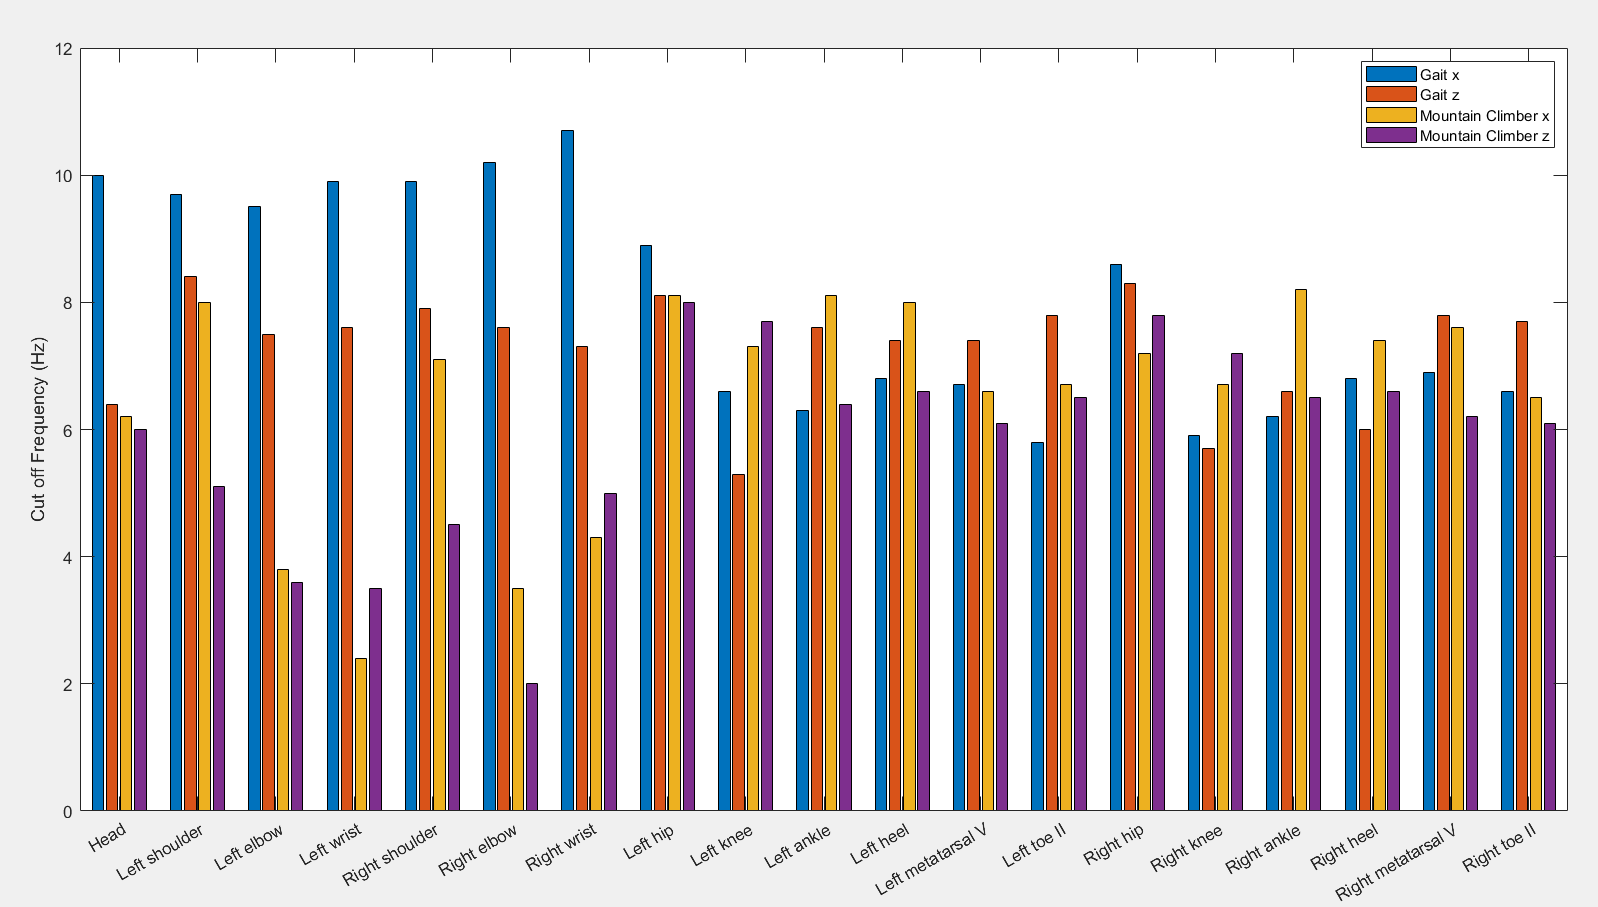 12
10
8
6
4
2
0
Cut off Frequency (Hz)
Gait x
Gait z
Mountain Climber x
Mountain Climber z
Head
Left shoulder
Left elbow
Left wrist
Right shoulder
Right elbow
Right wrist
Left hip
Left knee
Left ankle
Left heel
Left metatarsal V
Left toe II
Right hip
Right knee
Right ankle
Right heel
Right metatarsal V
Right toe II